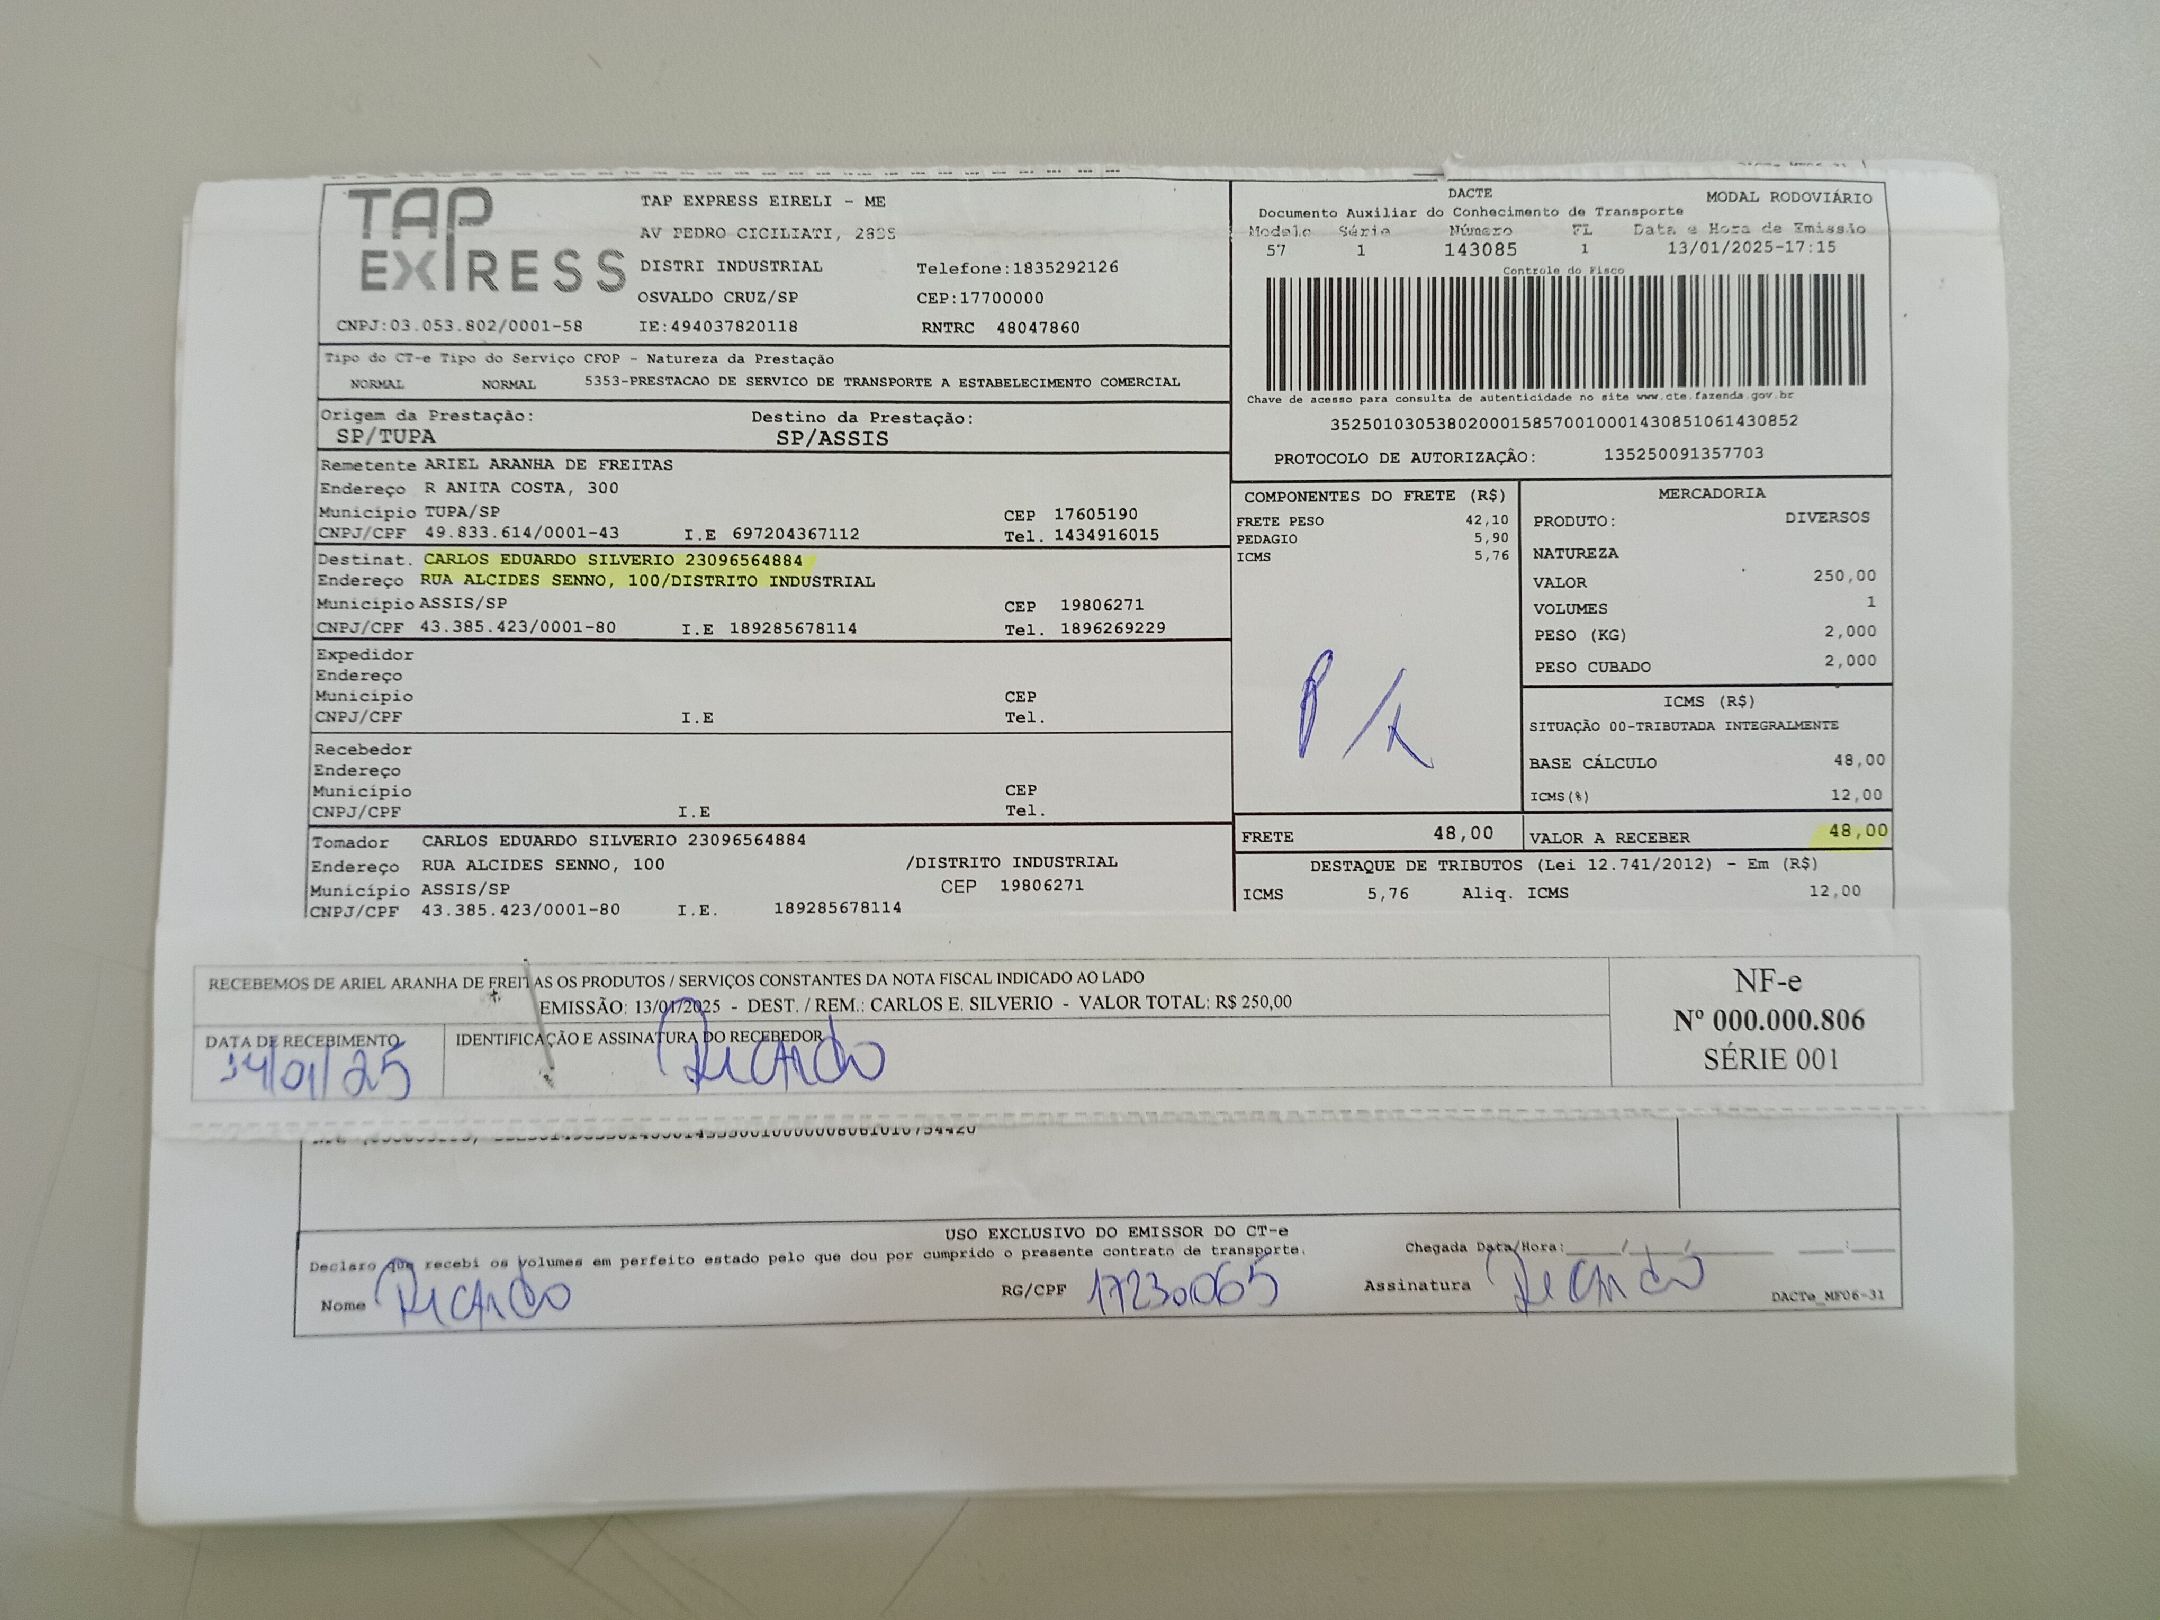 TAP EXPRESS
TAP EXPRESS EIRELI - ME
AV PEDRO CICILIATI, 2835
DISTRI INDUSTRIAL Telefone:1835292126
OSVALDO CRUZ/SP CEP:17700000
CNPJ:03.053.802/0001-58 IE:494037820118 RNTRC 48047860
DACTE MODAL RODOVIÁRIO
Documento Auxiliar do Conhecimento de Transporte
Modelo Série Número FL Data e Hora de Emissão
57 1 143085 1 13/01/2025-17:15
Controle do Fisco
Chave de acesso para consulta de autenticidade no site www.cte.fazenda.gov.br
35250103053802000158570010001430851061430852
PROTOCOLO DE AUTORIZAÇÃO: 135250091357703
Tipo do CT-e Tipo do Serviço CFOP - Natureza da Prestação
NORMAL NORMAL 5353-PRESTACAO DE SERVICO DE TRANSPORTE A ESTABELECIMENTO COMERCIAL
Origem da Prestação: Destino da Prestação:
SP/TUPA SP/ASSIS
Remetente ARIEL ARANHA DE FREITAS
Endereço R ANITA COSTA, 300
Município TUPA/SP CEP 17605190
CNPJ/CPF 49.833.614/0001-43 I.E 697204367112 Tel. 1434916015
Destinat. CARLOS EDUARDO SILVERIO 23096564884
Endereço RUA ALCIDES SENNO, 100/DISTRITO INDUSTRIAL
Município ASSIS/SP CEP 19806271
CNPJ/CPF 43.385.423/0001-80 I.E 189285678114 Tel. 1896269229
Expedidor
Endereço
Município CEP
CNPJ/CPF I.E Tel.
Recebedor
Endereço
Município CEP
CNPJ/CPF I.E Tel.
Tomador CARLOS EDUARDO SILVERIO 23096564884
Endereço RUA ALCIDES SENNO, 100 /DISTRITO INDUSTRIAL
Município ASSIS/SP CEP 19806271
CNPJ/CPF 43.385.423/0001-80 I.E. 189285678114
COMPONENTES DO FRETE (R$)
FRETE PESO 42,10
PEDAGIO 5,90
ICMS 5,76
MERCADORIA
PRODUTO: DIVERSOS
NATUREZA
VALOR 250,00
VOLUMES 1
PESO (KG) 2,000
PESO CUBADO 2,000
ICMS (R$)
SITUAÇÃO 00-TRIBUTADA INTEGRALMENTE
BASE CÁLCULO 48,00
ICMS(%) 12,00
FRETE 48,00 VALOR A RECEBER 48,00
DESTAQUE DE TRIBUTOS (Lei 12.741/2012) - Em (R$)
ICMS 5,76 Aliq. ICMS 12,00
RECEBEMOS DE ARIEL ARANHA DE FREITAS OS PRODUTOS / SERVIÇOS CONSTANTES DA NOTA FISCAL INDICADO AO LADO
EMISSÃO: 13/01/2025 - DEST. / REM.: CARLOS E. SILVERIO - VALOR TOTAL: R$ 250,00
DATA DE RECEBIMENTO IDENTIFICAÇÃO E ASSINATURA DO RECEBEDOR
14/01/25 Ricardo
NF-e
Nº 000.000.806
SÉRIE 001
USO EXCLUSIVO DO EMISSOR DO CT-e
Declaro que recebi os volumes em perfeito estado pelo que dou por cumprido o presente contrato de transporte.
Chegada Data/Hora:___/___/___ ___:___
Nome Ricardo RG/CPF 17230065 Assinatura Ricardo
DACTe_MF06-31